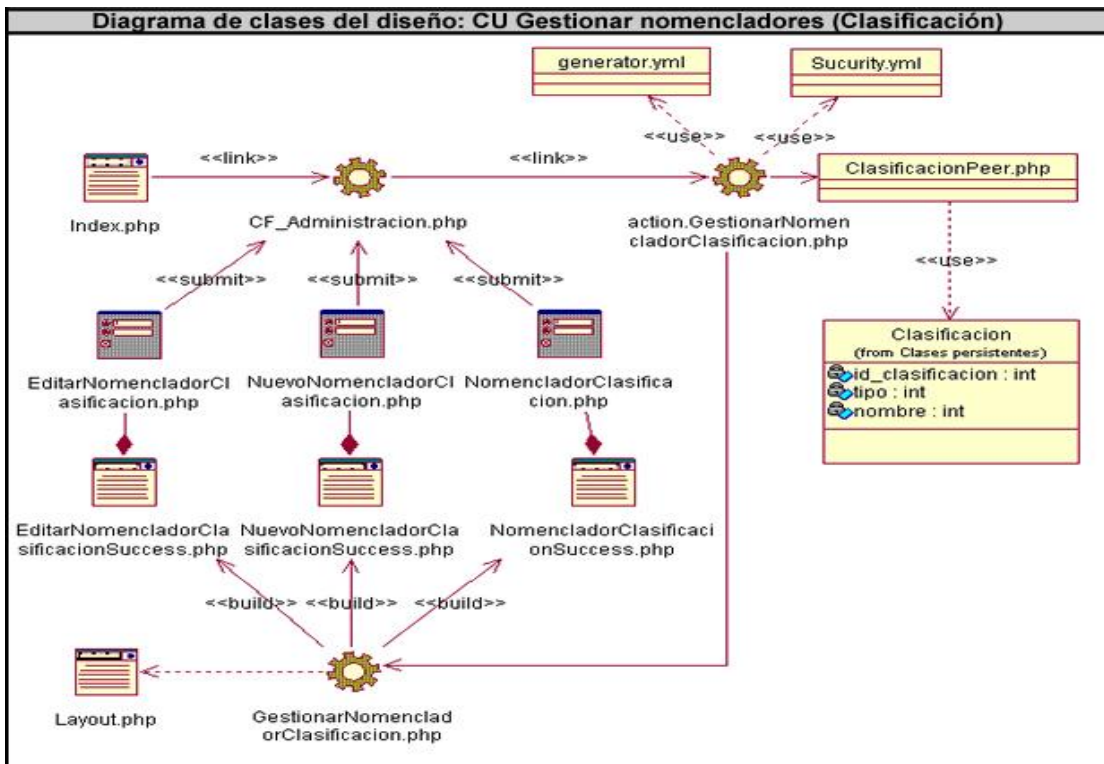 Diagrama de clases del diseño: CU Gestionar nomencladores (Clasificación)
generator.yml
Sucurity.yml
<<use>>
<<use>>
<<link>>
<<link>>
ClasificacionPeer.php
Index.php
CF_Administracion.php
action.GestionarNomen
cladorClasificacion.php
<<use>>
<<submit>>
<<submit>>
<<submit>>
Clasificacion
(from Clases persistentes)
id_clasificacion : int
tipo : int
nombre : int
EditarNomencladorCl
asificacion.php
NuevoNomencladorCl
asificacion.php
NomencladorClasifica
cion.php
EditarNomencladorCla
sificacionSuccess.php
NuevoNomencladorCla
sificacionSuccess.php
NomencladorClasificaci
onSuccess.php
<<build>>
<<build>>
<<build>>
Layout.php
GestionarNomenclad
orClasificacion.php